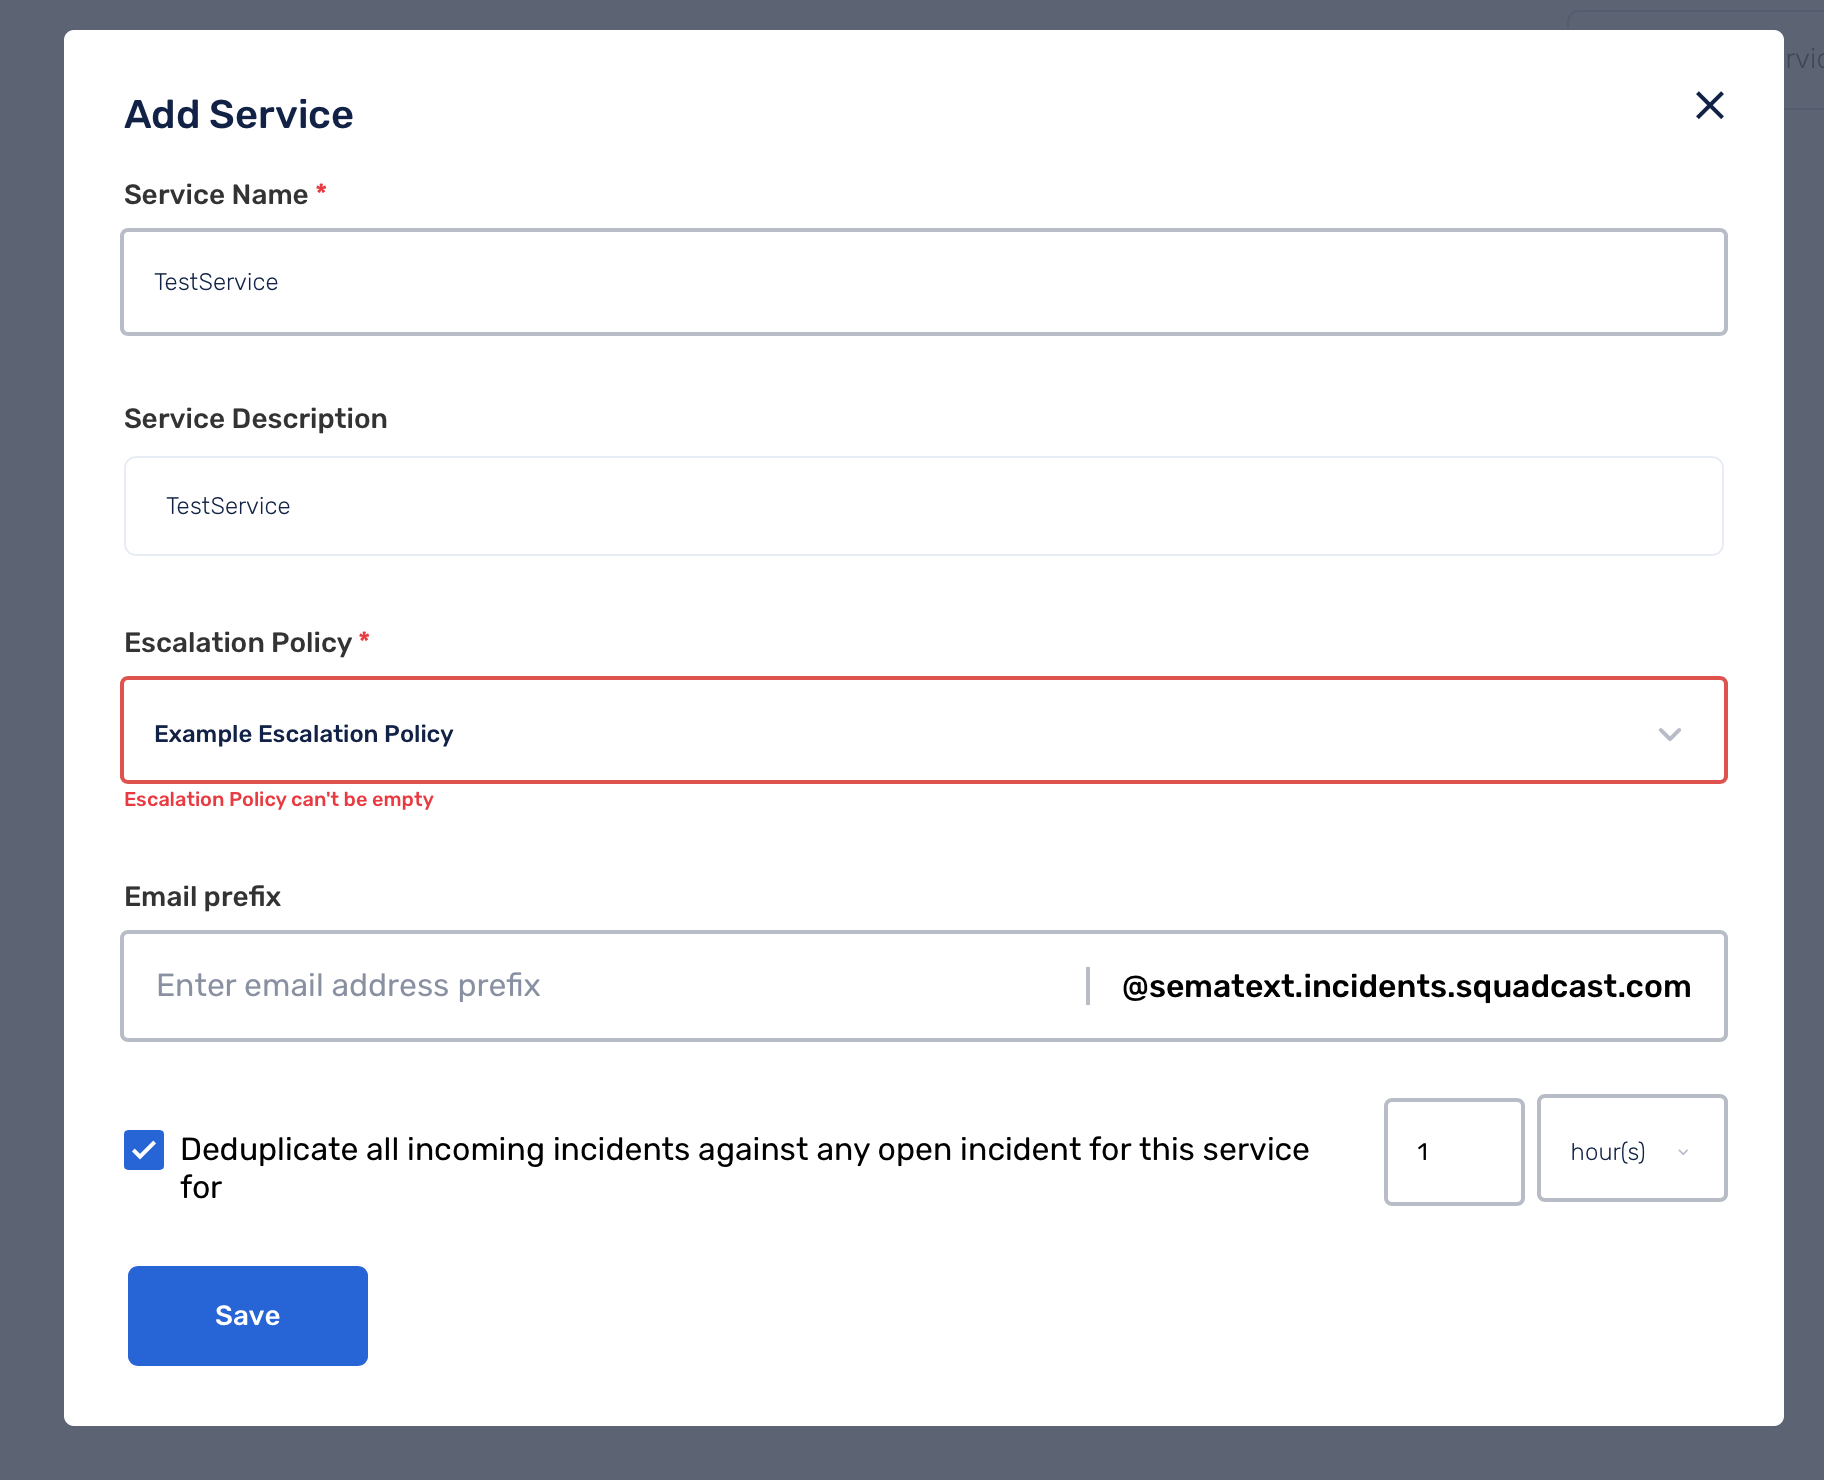 Add Service
Service Name *
TestService
Service Description
TestService
Escalation Policy *
Example Escalation Policy
Escalation Policy can't be empty
Email prefix
Enter email address prefix
@sematext.incidents.squadcast.com
Deduplicate all incoming incidents against any open incident for this service
for
1
hour(s)
Save